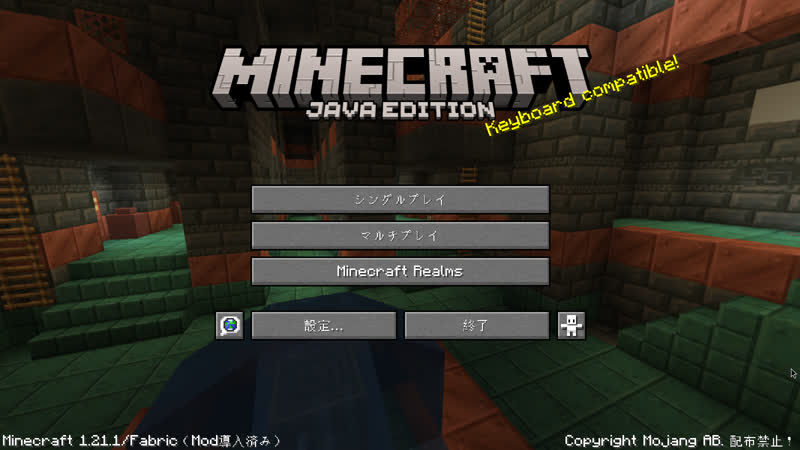 MINECRAFT
JAVA EDITION
Keyboard compatible!
シングルプレイ
マルチプレイ
Minecraft Realms
設定... 終了
Minecraft 1.21.1/Fabric（Mod導入済み） Copyright Mojang AB. 配布禁止！